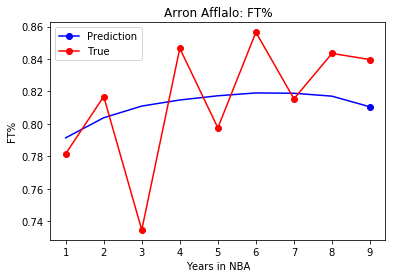 Arron Afflalo: FT%
Prediction
True
FT%
0.86
0.84
0.82
0.80
0.78
0.76
0.74
1 2 3 4 5 6 7 8 9
Years in NBA